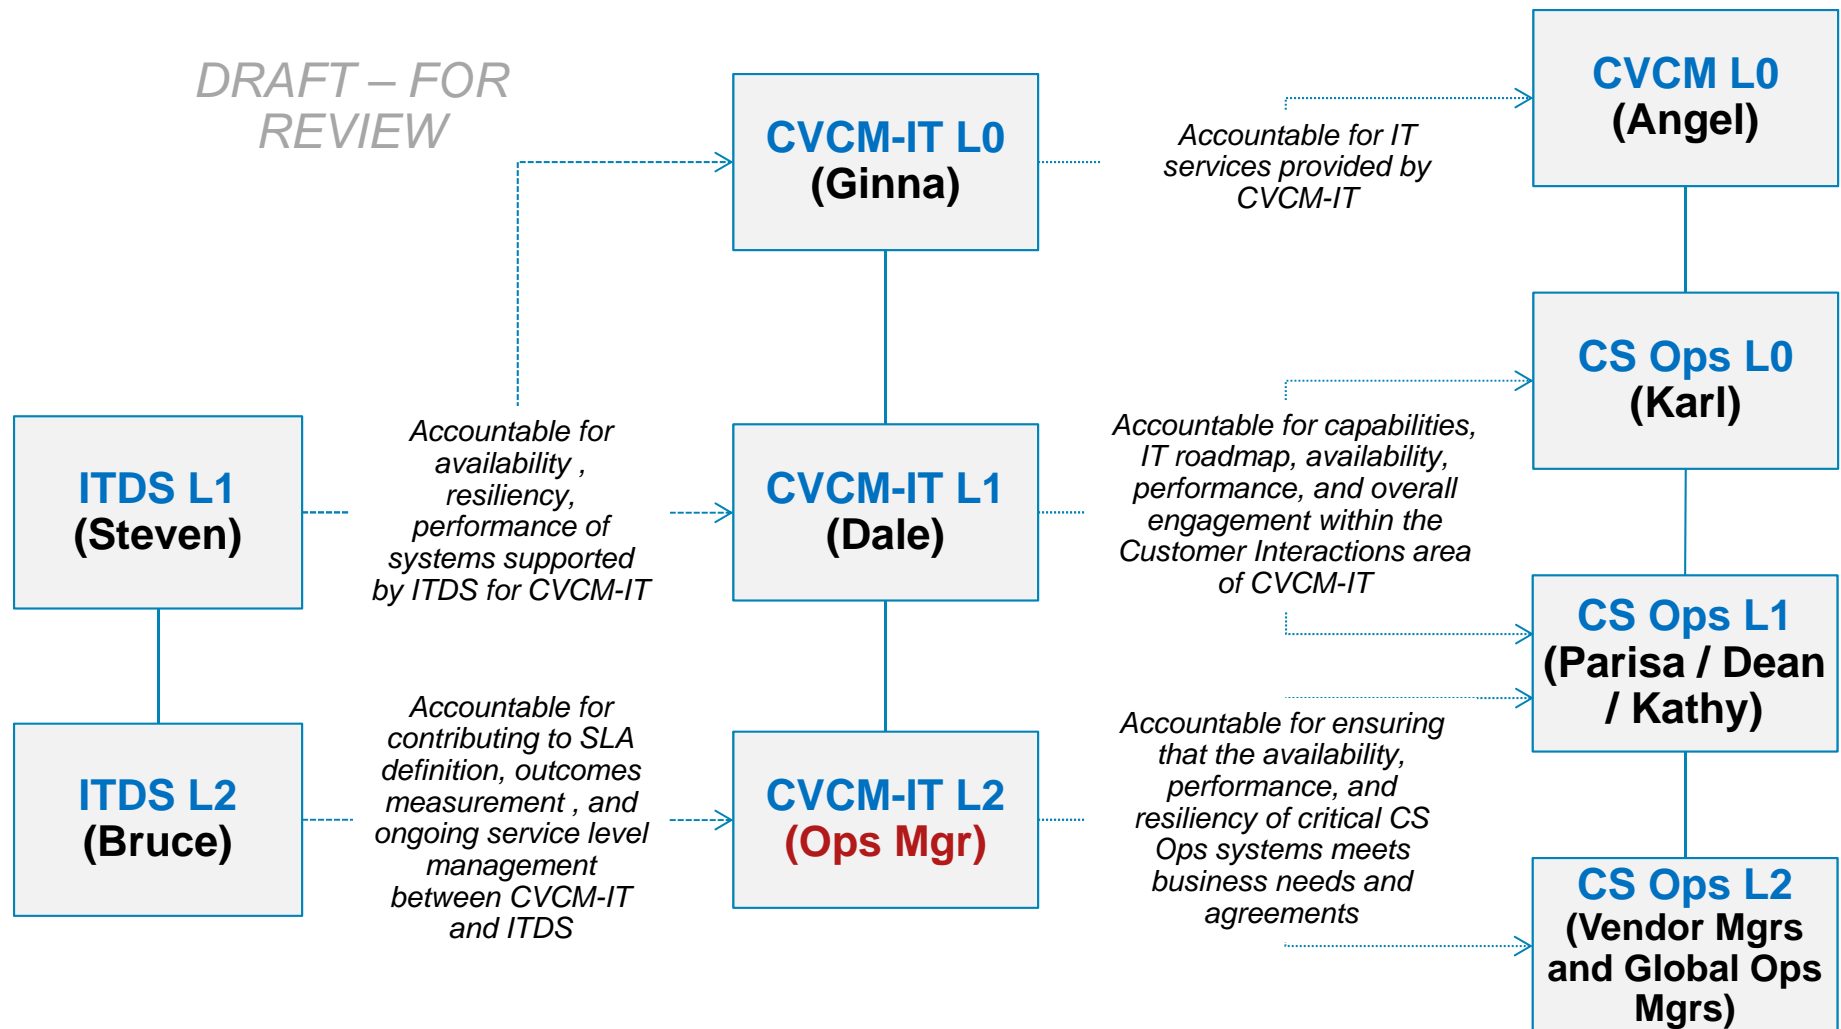 DRAFT – FOR
REVIEW
CVCM-IT L0
(Ginna)
Accountable for IT
services provided by
CVCM-IT
CVCM L0
(Angel)
CS Ops L0
(Karl)
ITDS L1
(Steven)
Accountable for
availability ,
resiliency,
performance of
systems supported
by ITDS for CVCM-IT
CVCM-IT L1
(Dale)
Accountable for capabilities,
IT roadmap, availability,
performance, and overall
engagement within the
Customer Interactions area
of CVCM-IT
CS Ops L1
(Parisa / Dean
/ Kathy)
ITDS L2
(Bruce)
Accountable for
contributing to SLA
definition, outcomes
measurement , and
ongoing service level
management
between CVCM-IT
and ITDS
CVCM-IT L2
(Ops Mgr)
Accountable for ensuring
that the availability,
performance, and
resiliency of critical CS
Ops systems meets
business needs and
agreements
CS Ops L2
(Vendor Mgrs
and Global Ops
Mgrs)